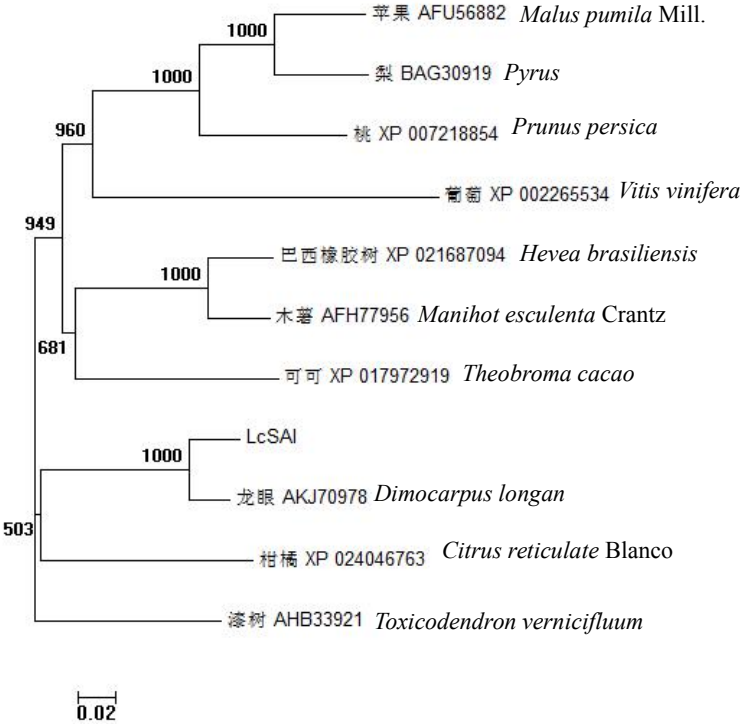 苹果 AFU56882 Malus pumila Mill.
1000
梨 BAG30919 Pyrus
1000
桃 XP 007218854 Prunus persica
960
葡萄 XP 002265534 Vitis vinifera
949
巴西橡胶树 XP 021687094 Hevea brasiliensis
1000
木薯 AFH77956 Manihot esculenta Crantz
681
可可 XP 017972919 Theobroma cacao
LcSAI
1000
龙眼 AKJ70978 Dimocarpus longan
503
柑橘 XP 024046763 Citrus reticulate Blanco
漆树 AHB33921 Toxicodendron vernicifluum
0.02